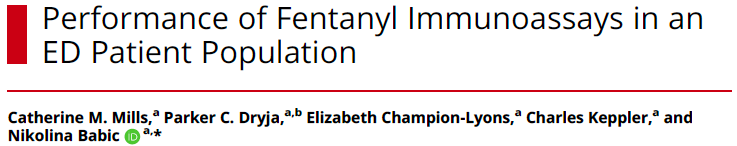 Performance of Fentanyl Immunoassays in an
ED Patient Population
Catherine M. Mills,a Parker C. Dryja,a,b Elizabeth Champion-Lyons,a Charles Keppler,a and
Nikolina Babic iD a,*